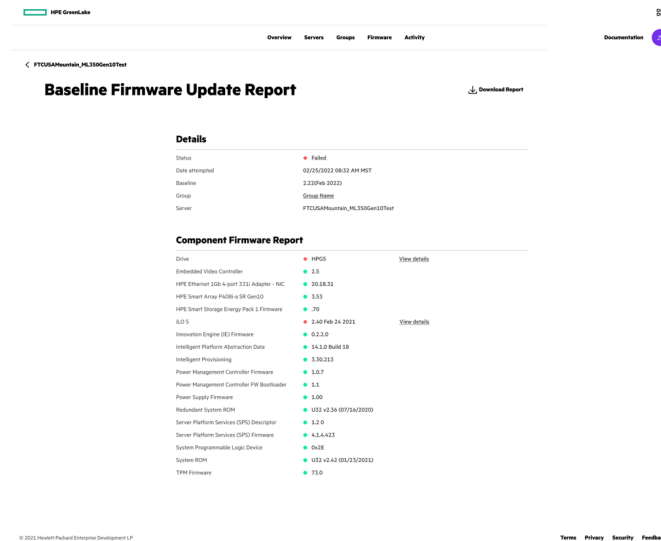 HPE GreenLake
Overview Servers Groups Firmware Activity Documentation
FTCUSAMountain_ML350Gen10Test
Baseline Firmware Update Report
Download Report
Details
Status Failed
Date attempted 02/25/2022 08:32 AM MST
Baseline 2.22(Feb 2022)
Group Group Name
Server FTCUSAMountain_ML350Gen10Test
Component Firmware Report
Drive HPG5 View details
Embedded Video Controller 2.5
HPE Ethernet 1Gb 4-port 331i Adapter - NIC 20.18.31
HPE Smart Array P408i-a SR Gen10 3.53
HPE Smart Storage Energy Pack 1 Firmware .70
iLO 5 2.40 Feb 24 2021 View details
Innovation Engine (IE) Firmware 0.2.2.0
Intelligent Platform Abstraction Data 14.1.0 Build 18
Intelligent Provisioning 3.30.213
Power Management Controller Firmware 1.0.7
Power Management Controller FW Bootloader 1.1
Power Supply Firmware 1.00
Redundant System ROM U32 v2.36 (07/16/2020)
Server Platform Services (SPS) Descriptor 1.2 0
Server Platform Services (SPS) Firmware 4.1.4.423
System Programmable Logic Device 0x2E
System ROM U32 v2.42 (01/23/2021)
TPM Firmware 73.0
© 2021 Hewlett Packard Enterprise Development LP Terms Privacy Security